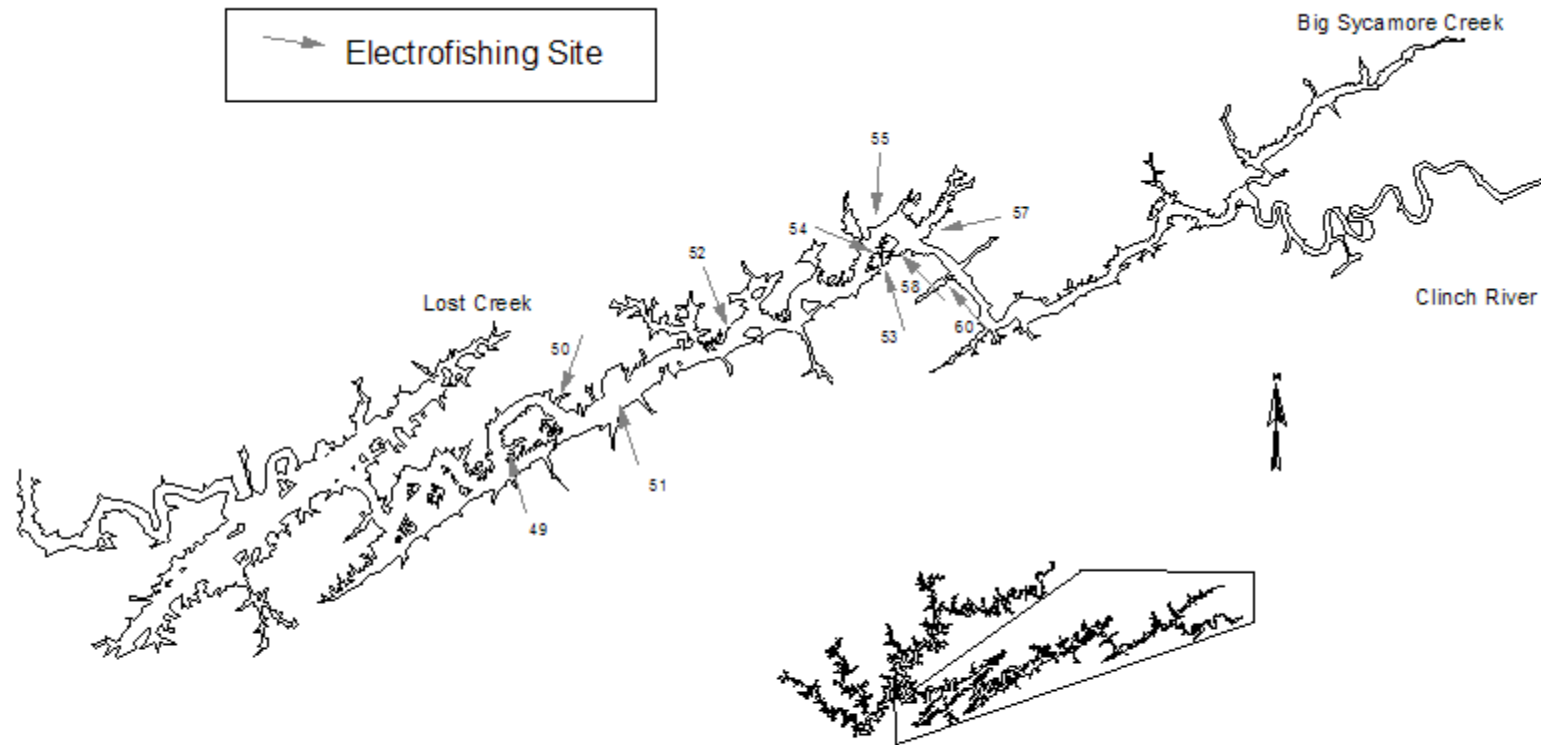 Electrofishing Site
Big Sycamore Creek
55
57
54
52
58
Lost Creek
Clinch River
60
53
50
51
49
N